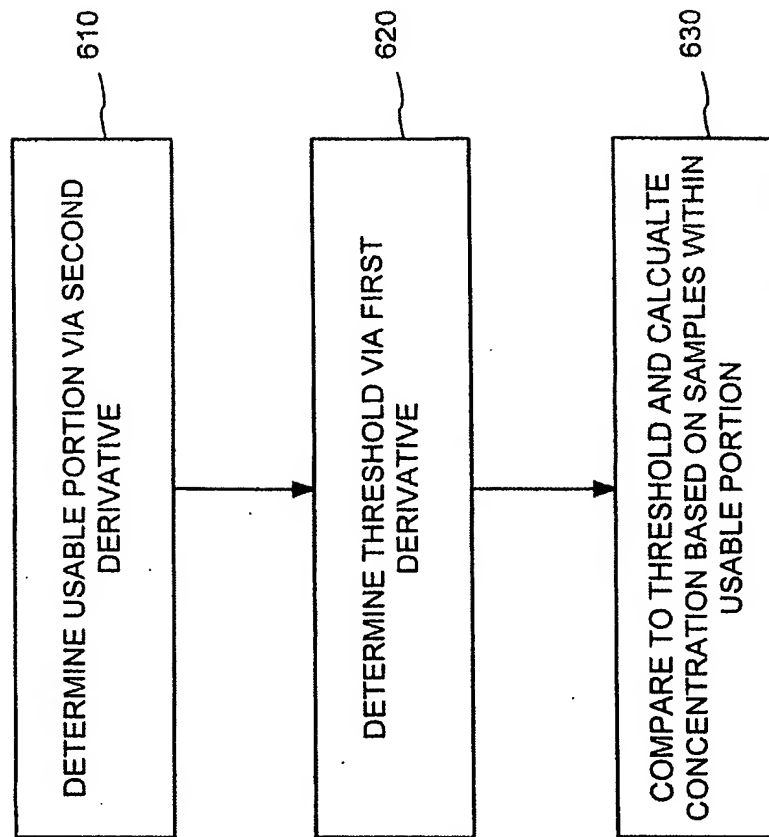 DETERMINE USABLE PORTION VIA SECOND
DERIVATIVE
610
DETERMINE THRESHOLD VIA FIRST
DERIVATIVE
620
COMPARE TO THRESHOLD AND CALCUALTE
CONCENTRATION BASED ON SAMPLES WITHIN
USABLE PORTION
630